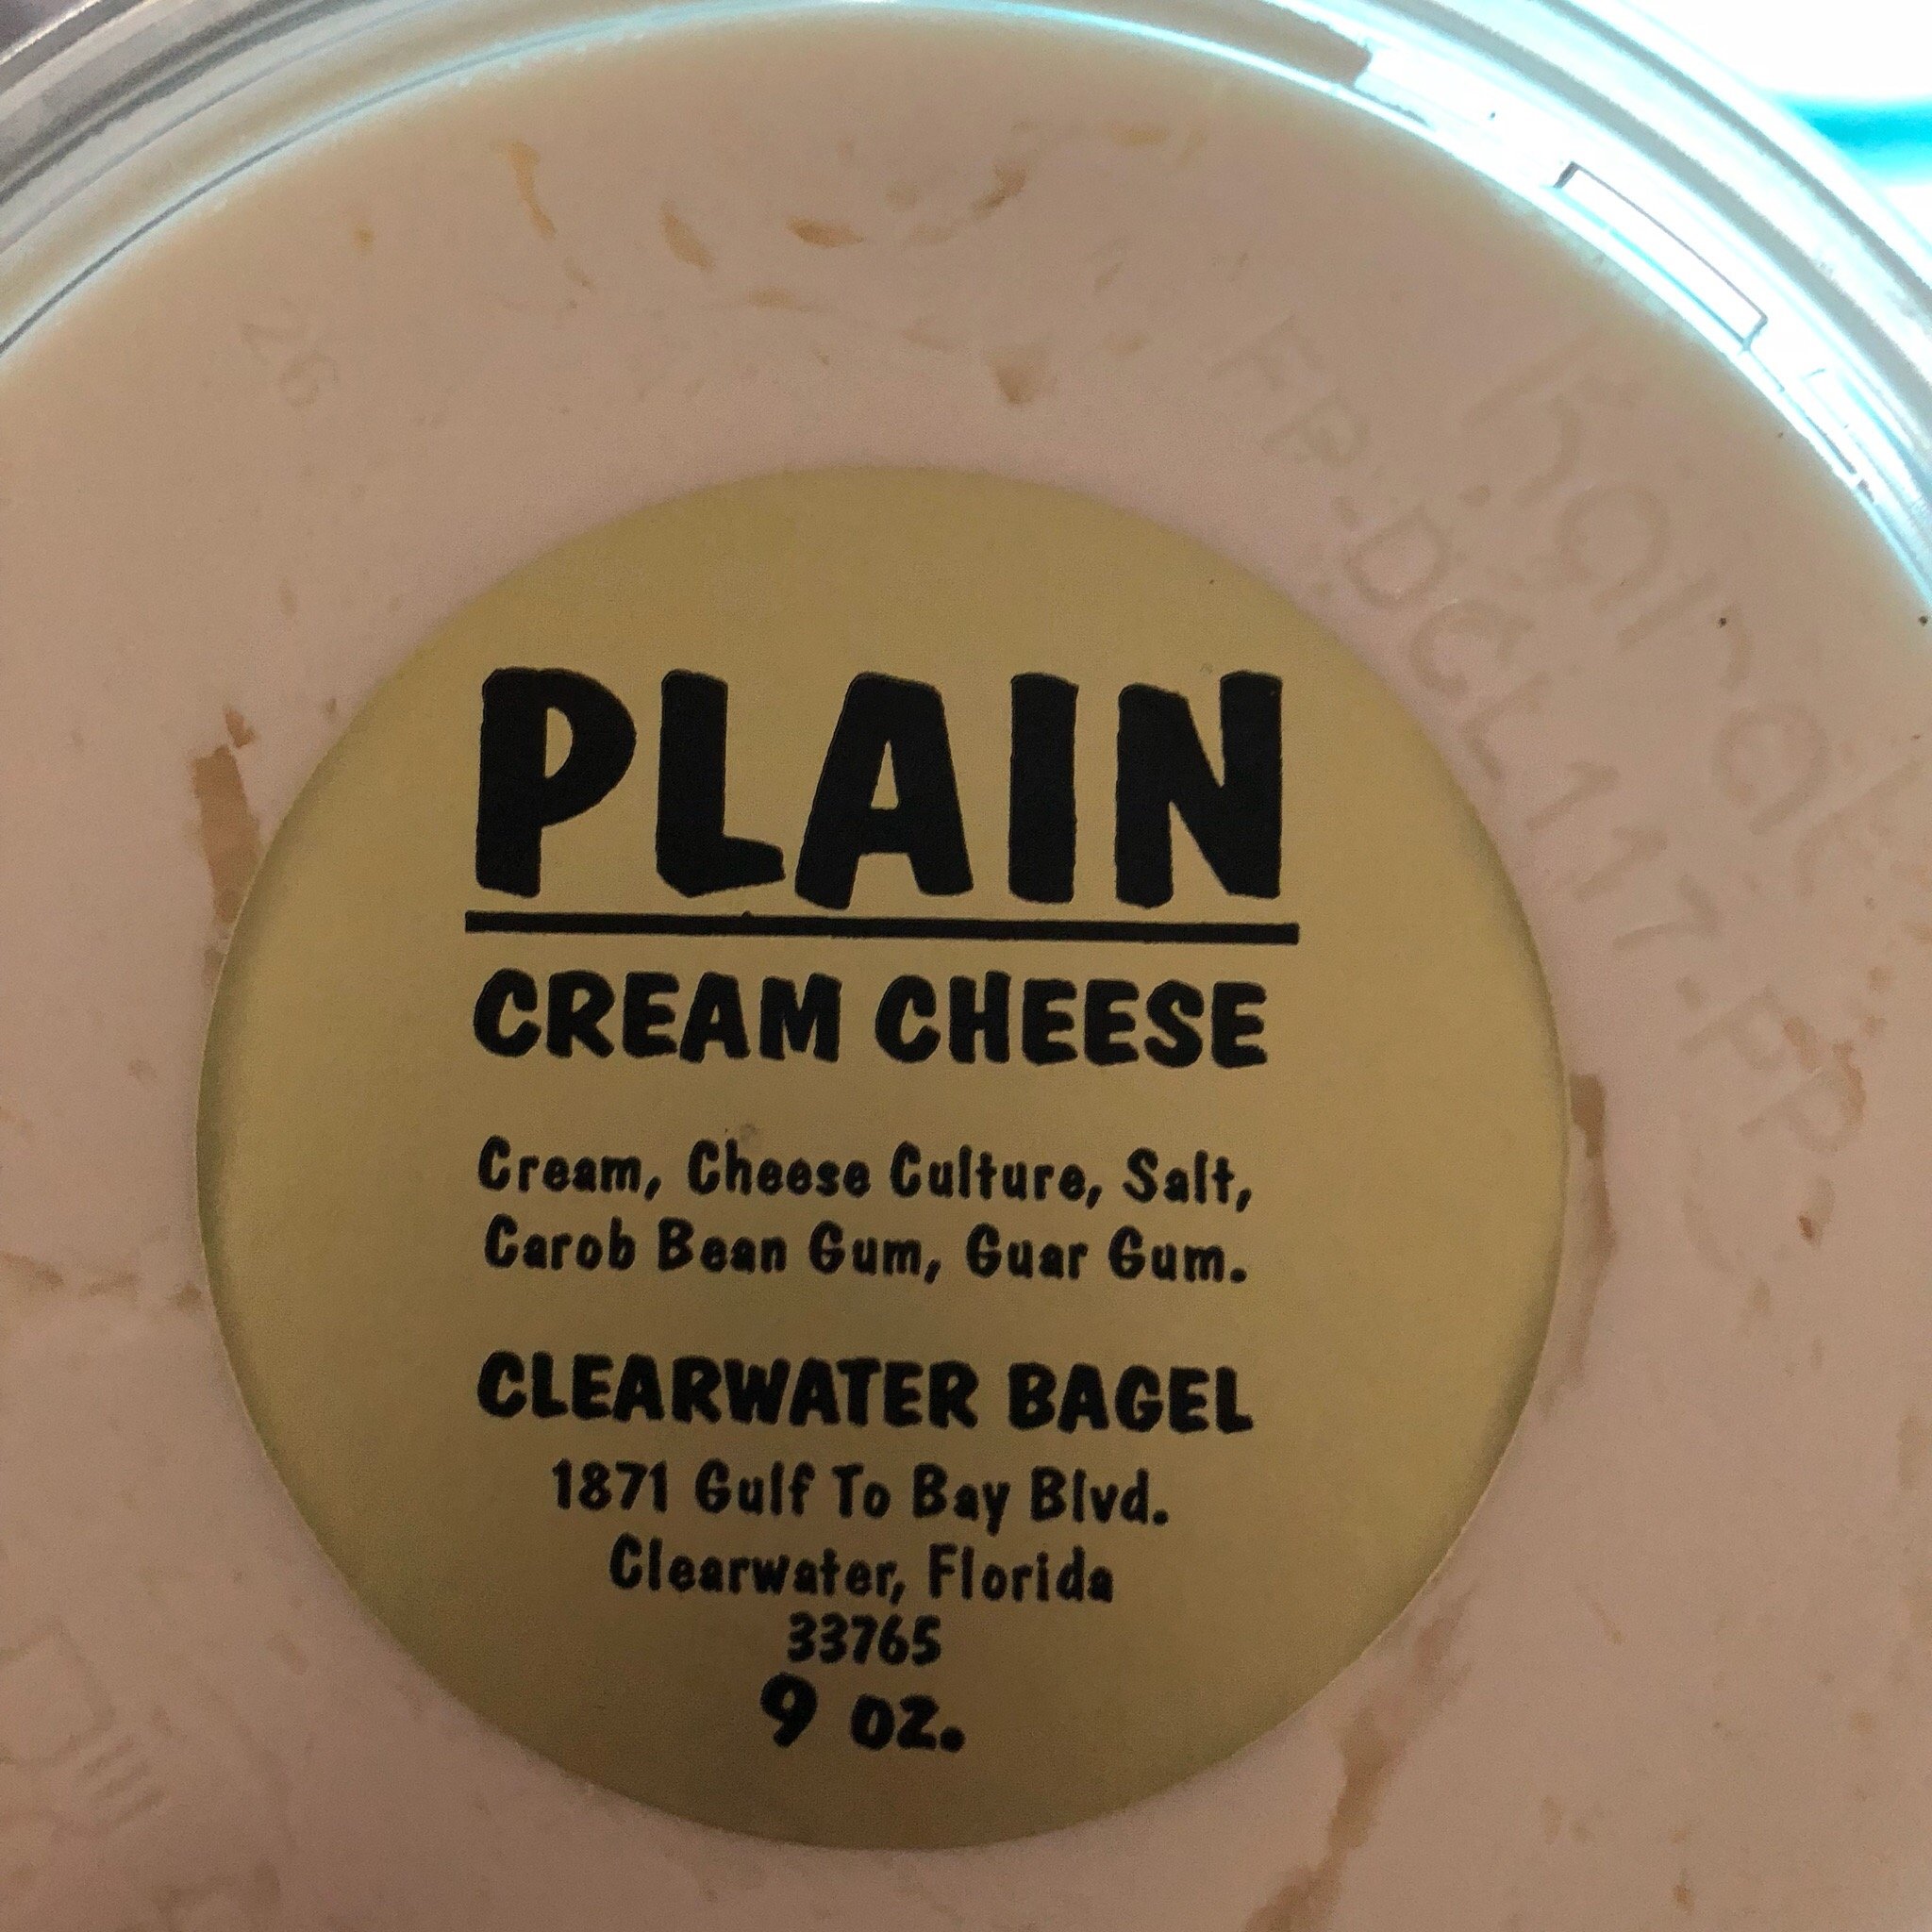 PLAIN
CREAM CHEESE
Cream, Cheese Culture, Salt,
Carob Bean Gum, Guar Gum.
CLEARWATER BAGEL
1871 Gulf To Bay Blvd.
Clearwater, Florida
33765
9 oz.
26